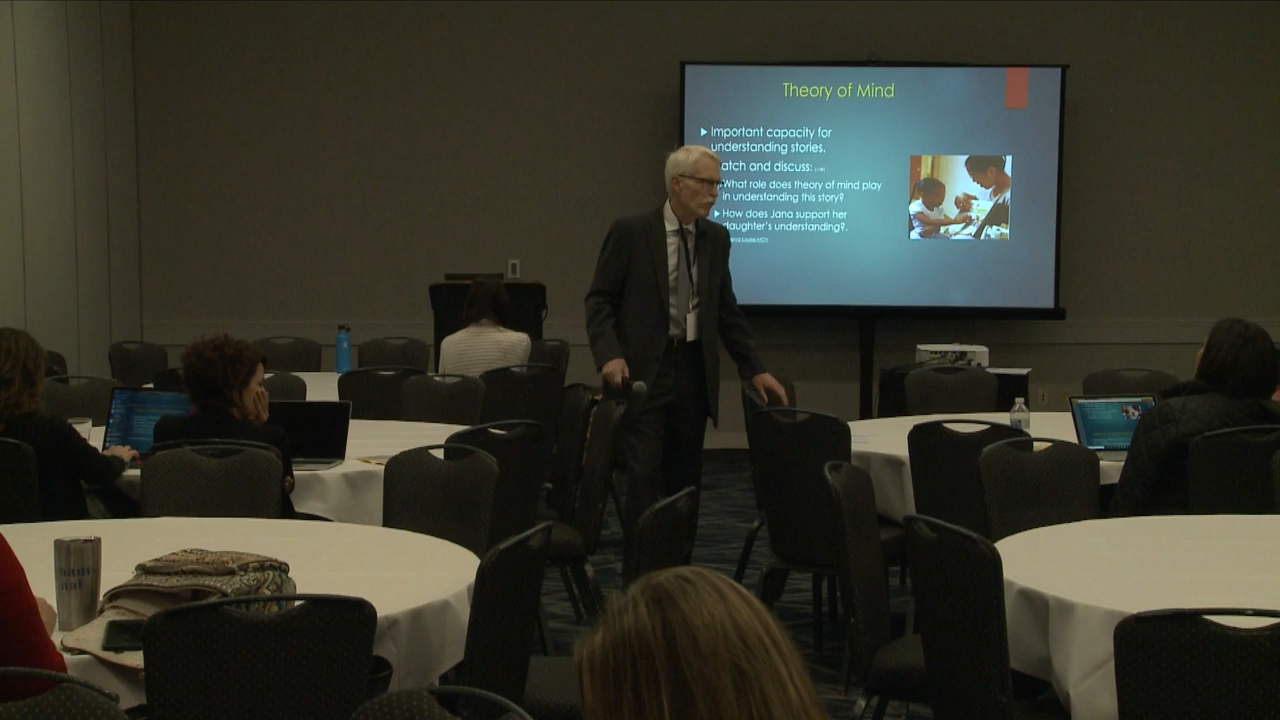 Theory of Mind
Important capacity for
understanding stories.
atch and discuss:
What role does theory of mind play
in understanding this story?
How does Jana support her
daughter's understanding?.